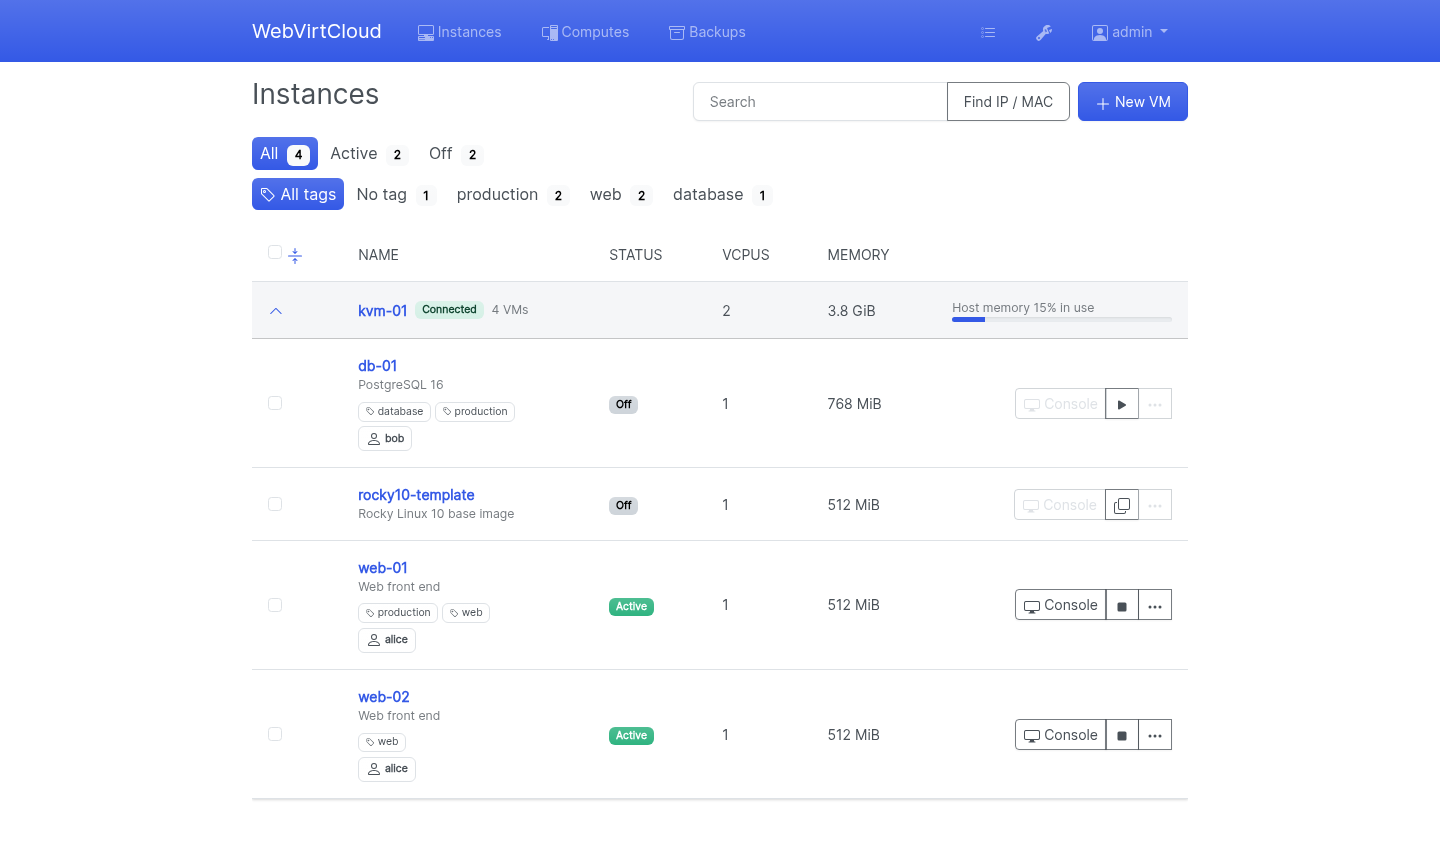 WebVirtCloud Instances Computes Backups admin
Instances
Search Find IP / MAC New VM
All 4 Active 2 Off 2
All tags No tag 1 production 2 web 2 database 1
NAME STATUS VCPUS MEMORY
kvm-01 Connected 4 VMs 2 3.8 GiB Host memory 15% in use
db-01
PostgreSQL 16
database production
bob
Off 1 768 MiB Console
rocky10-template
Rocky Linux 10 base image
Off 1 512 MiB Console
web-01
Web front end
production web
alice
Active 1 512 MiB Console
web-02
Web front end
web
alice
Active 1 512 MiB Console